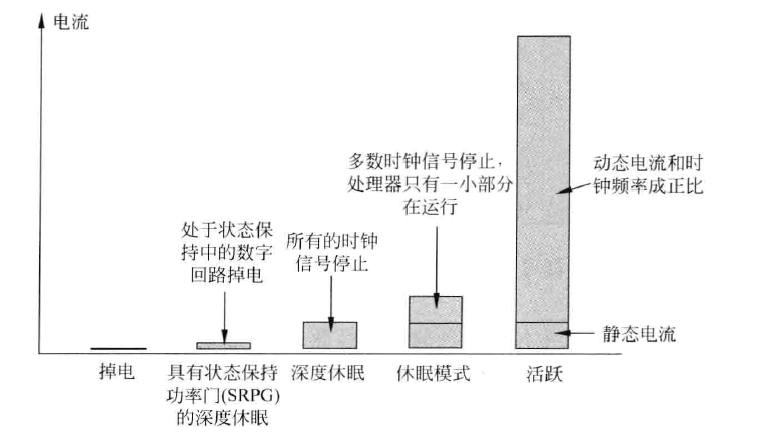 电流
多数时钟信号停止，
处理器只有一小部分
在运行
动态电流和时
钟频率成正比
处于状态保
持中的数字
回路掉电
所有的时钟
信号停止
静态电流
掉电
具有状态保持
功率门(SRPG)
的深度休眠
深度休眠
休眠模式
活跃